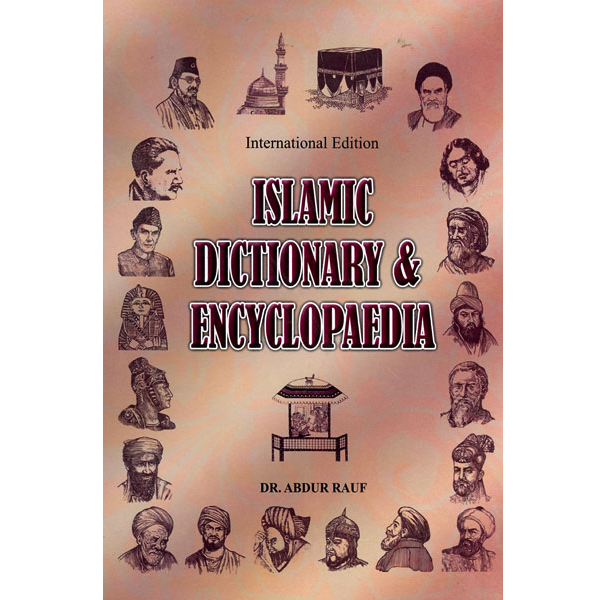 International Edition
ISLAMIC
DICTIONARY &
ENCYCLOPAEDIA
DR. ABDUR RAUF